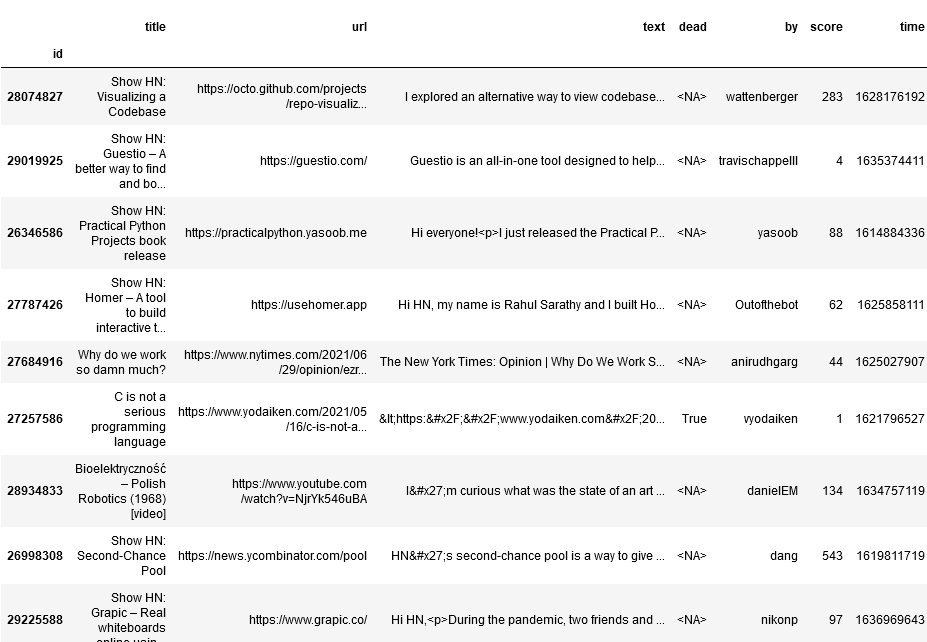 title url text dead by score time
id
28074827 Show HN: Visualizing a Codebase https://octo.github.com/projects/repo-visualiz... I explored an alternative way to view codebase... <NA> wattenberger 283 1628176192
29019925 Show HN: Guestio – A better way to find and bo... https://guestio.com/ Guestio is an all-in-one tool designed to help... <NA> travischappelll 4 1635374411
26346586 Show HN: Practical Python Projects book release https://practicalpython.yasoob.me Hi everyone!<p>I just released the Practical P... <NA> yasoob 88 1614884336
27787426 Show HN: Homer – A tool to build interactive t... https://usehomer.app Hi HN, my name is Rahul Sarathy and I built Ho... <NA> Outofthebot 62 1625858111
27684916 Why do we work so damn much? https://www.nytimes.com/2021/06/29/opinion/ezr... The New York Times: Opinion | Why Do We Work S... <NA> anirudhgarg 44 1625027907
27257586 C is not a serious programming language https://www.yodaiken.com/2021/05/16/c-is-not-a... &lt;https:&#x2F;&#x2F;www.yodaiken.com&#x2F;20... True vyodaiken 1 1621796527
28934833 Bioelektryczność – Polish Robotics (1968) [video] https://www.youtube.com/watch?v=NjrYk546uBA I&#x27;m curious what was the state of an art ... <NA> danielEM 134 1634757119
26998308 Show HN: Second-Chance Pool https://news.ycombinator.com/pool HN&#x27;s second-chance pool is a way to give ... <NA> dang 543 1619811719
29225588 Show HN: Grapic – Real whiteboards online usin... https://www.grapic.co/ Hi HN,<p>During the pandemic, two friends and ... <NA> nikonp 97 1636969643